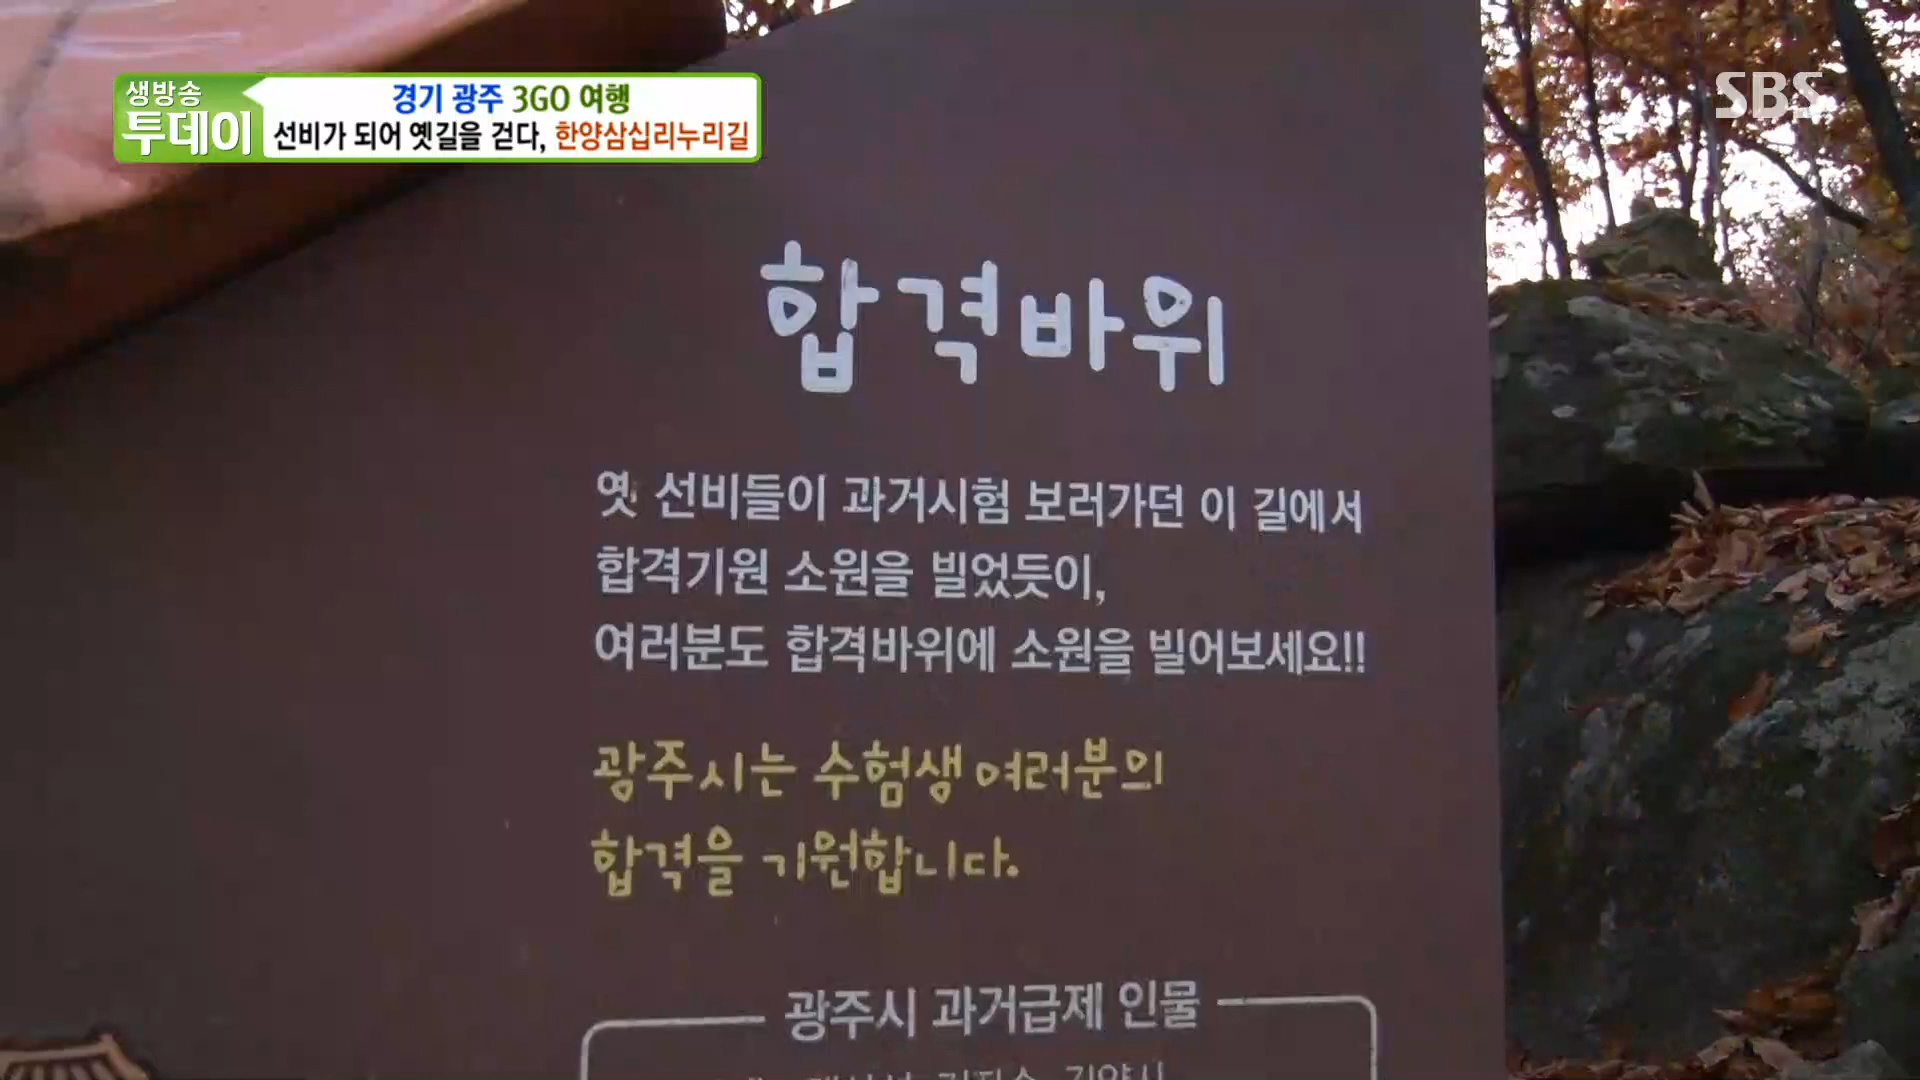 생방송
투데이
경기 광주 3GO 여행
선비가 되어 옛길을 걷다, 한양삼십리누리길
SBS
합격바위
옛 선비들이 과거시험 보러가던 이 길에서
합격기원 소원을 빌었듯이,
여러분도 합격바위에 소원을 빌어보세요!!
광주시는 수험생 여러분의
합격을 기원합니다.
광주시 과거급제 인물